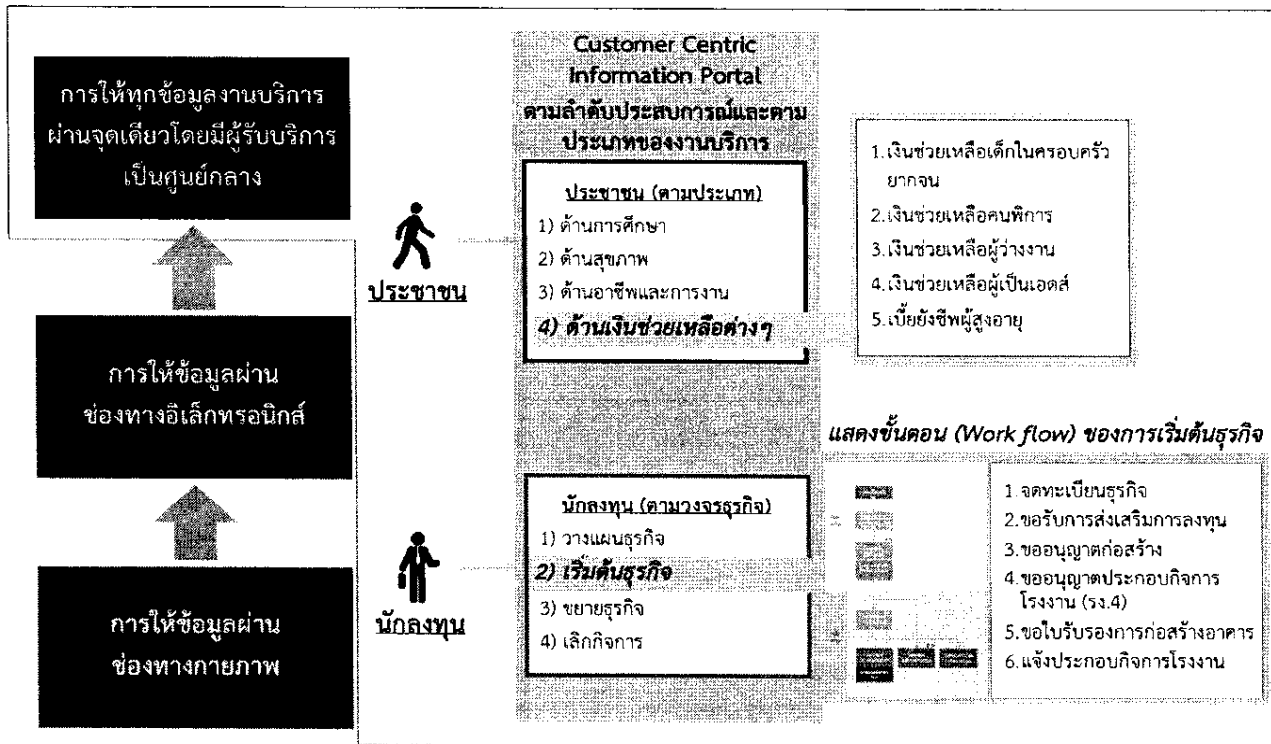 การให้ทุกข้อมูลงานบริการ
ผ่านจุดเดียวโดยมีผู้รับบริการ
เป็นศูนย์กลาง
การให้ข้อมูลผ่าน
ช่องทางอิเล็กทรอนิกส์
การให้ข้อมูลผ่าน
ช่องทางกายภาพ
ประชาชน
นักลงทุน
Customer Centric
Information Portal
ตามลำดับประสบการณ์และตาม
ประเภทของงานบริการ
ประชาชน (ตามประเภท)
1) ด้านการศึกษา
2) ด้านสุขภาพ
3) ด้านอาชีพและการงาน
4) ด้านเงินช่วยเหลือต่างๆ
1. เงินช่วยเหลือเด็กในครอบครัว
ยากจน
2. เงินช่วยเหลือคนพิการ
3. เงินช่วยเหลือผู้ว่างงาน
4. เงินช่วยเหลือผู้เป็นเอดส์
5. เบี้ยยังชีพผู้สูงอายุ
นักลงทุน (ตามวงจรธุรกิจ)
1) วางแผนธุรกิจ
2) เริ่มต้นธุรกิจ
3) ขยายธุรกิจ
4) เลิกกิจการ
แสดงขั้นตอน (Work flow) ของการเริ่มต้นธุรกิจ
1. จดทะเบียนธุรกิจ
2. ขอรับการส่งเสริมการลงทุน
3. ขออนุญาตก่อสร้าง
4. ขออนุญาตประกอบกิจการ
โรงงาน (รง.4)
5. ขอใบรับรองการก่อสร้างอาคาร
6. แจ้งประกอบกิจการโรงงาน